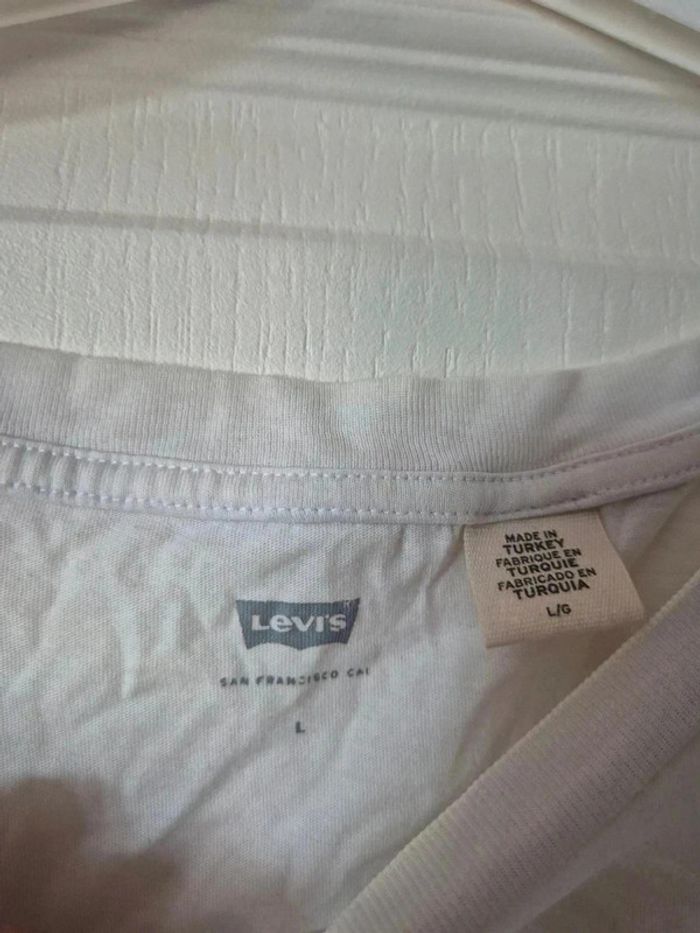 Levi's
SAN FRANCISCO CAL
L
MADE IN
TURKEY
FABRIQUE EN
TURQUIE
FABRICADO EN
TURQUIA
L/G